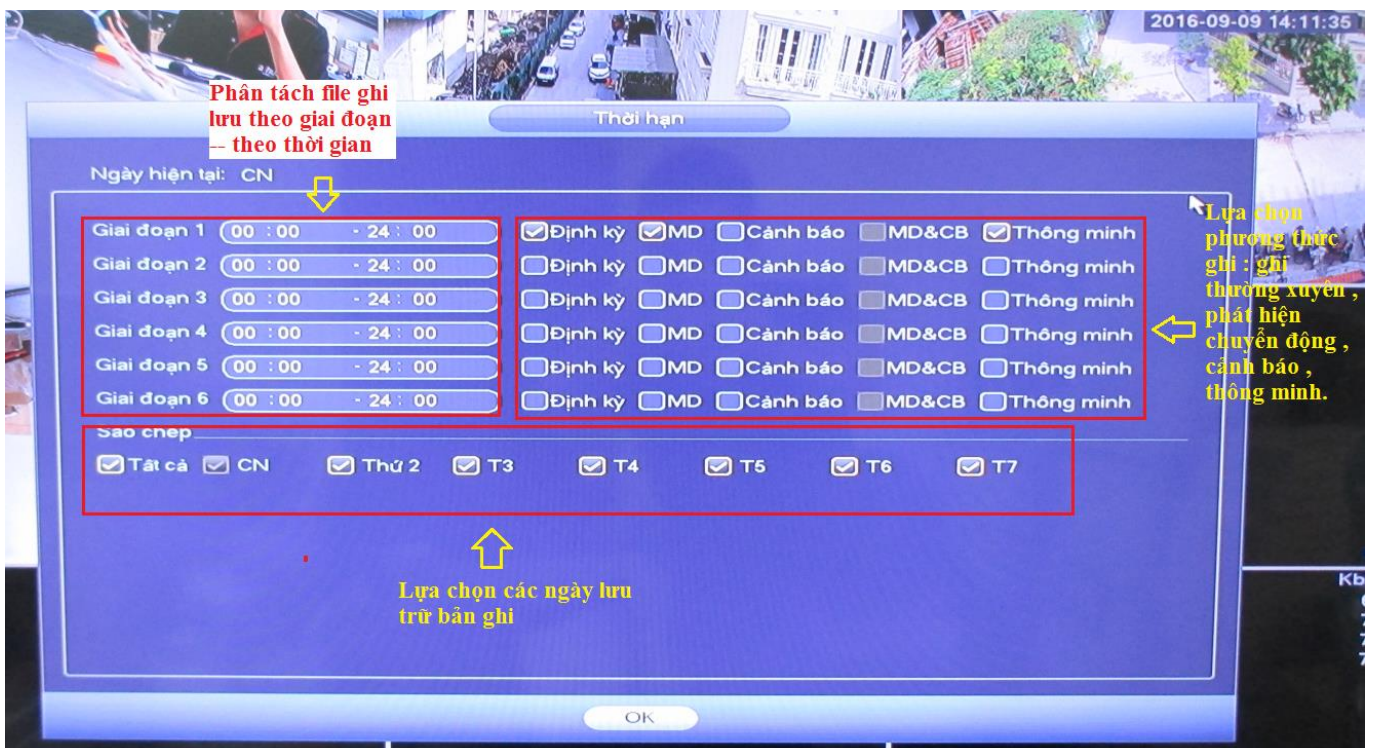 2016-09-09 14:11:35
Phân tách file ghi
lưu theo giai đoạn
-- theo thời gian
Thời hạn
Ngày hiện tại: CN
Giai đoạn 1 00 :00 - 24 : 00 Định kỳ MD Cảnh báo MD&CB Thông minh
Giai đoạn 2 00 :00 - 24 : 00 Định kỳ MD Cảnh báo MD&CB Thông minh
Giai đoạn 3 00 :00 - 24 : 00 Định kỳ MD Cảnh báo MD&CB Thông minh
Giai đoạn 4 00 :00 - 24 : 00 Định kỳ MD Cảnh báo MD&CB Thông minh
Giai đoạn 5 00 :00 - 24 : 00 Định kỳ MD Cảnh báo MD&CB Thông minh
Giai đoạn 6 00 :00 - 24 : 00 Định kỳ MD Cảnh báo MD&CB Thông minh
Lựa chọn
phương thức
ghi : ghi
thường xuyên ,
phát hiện
chuyển động ,
cảnh báo ,
thông minh.
Sao chép
Tất cả CN Thứ 2 T3 T4 T5 T6 T7
Lựa chọn các ngày lưu
trữ bản ghi
Kb
OK